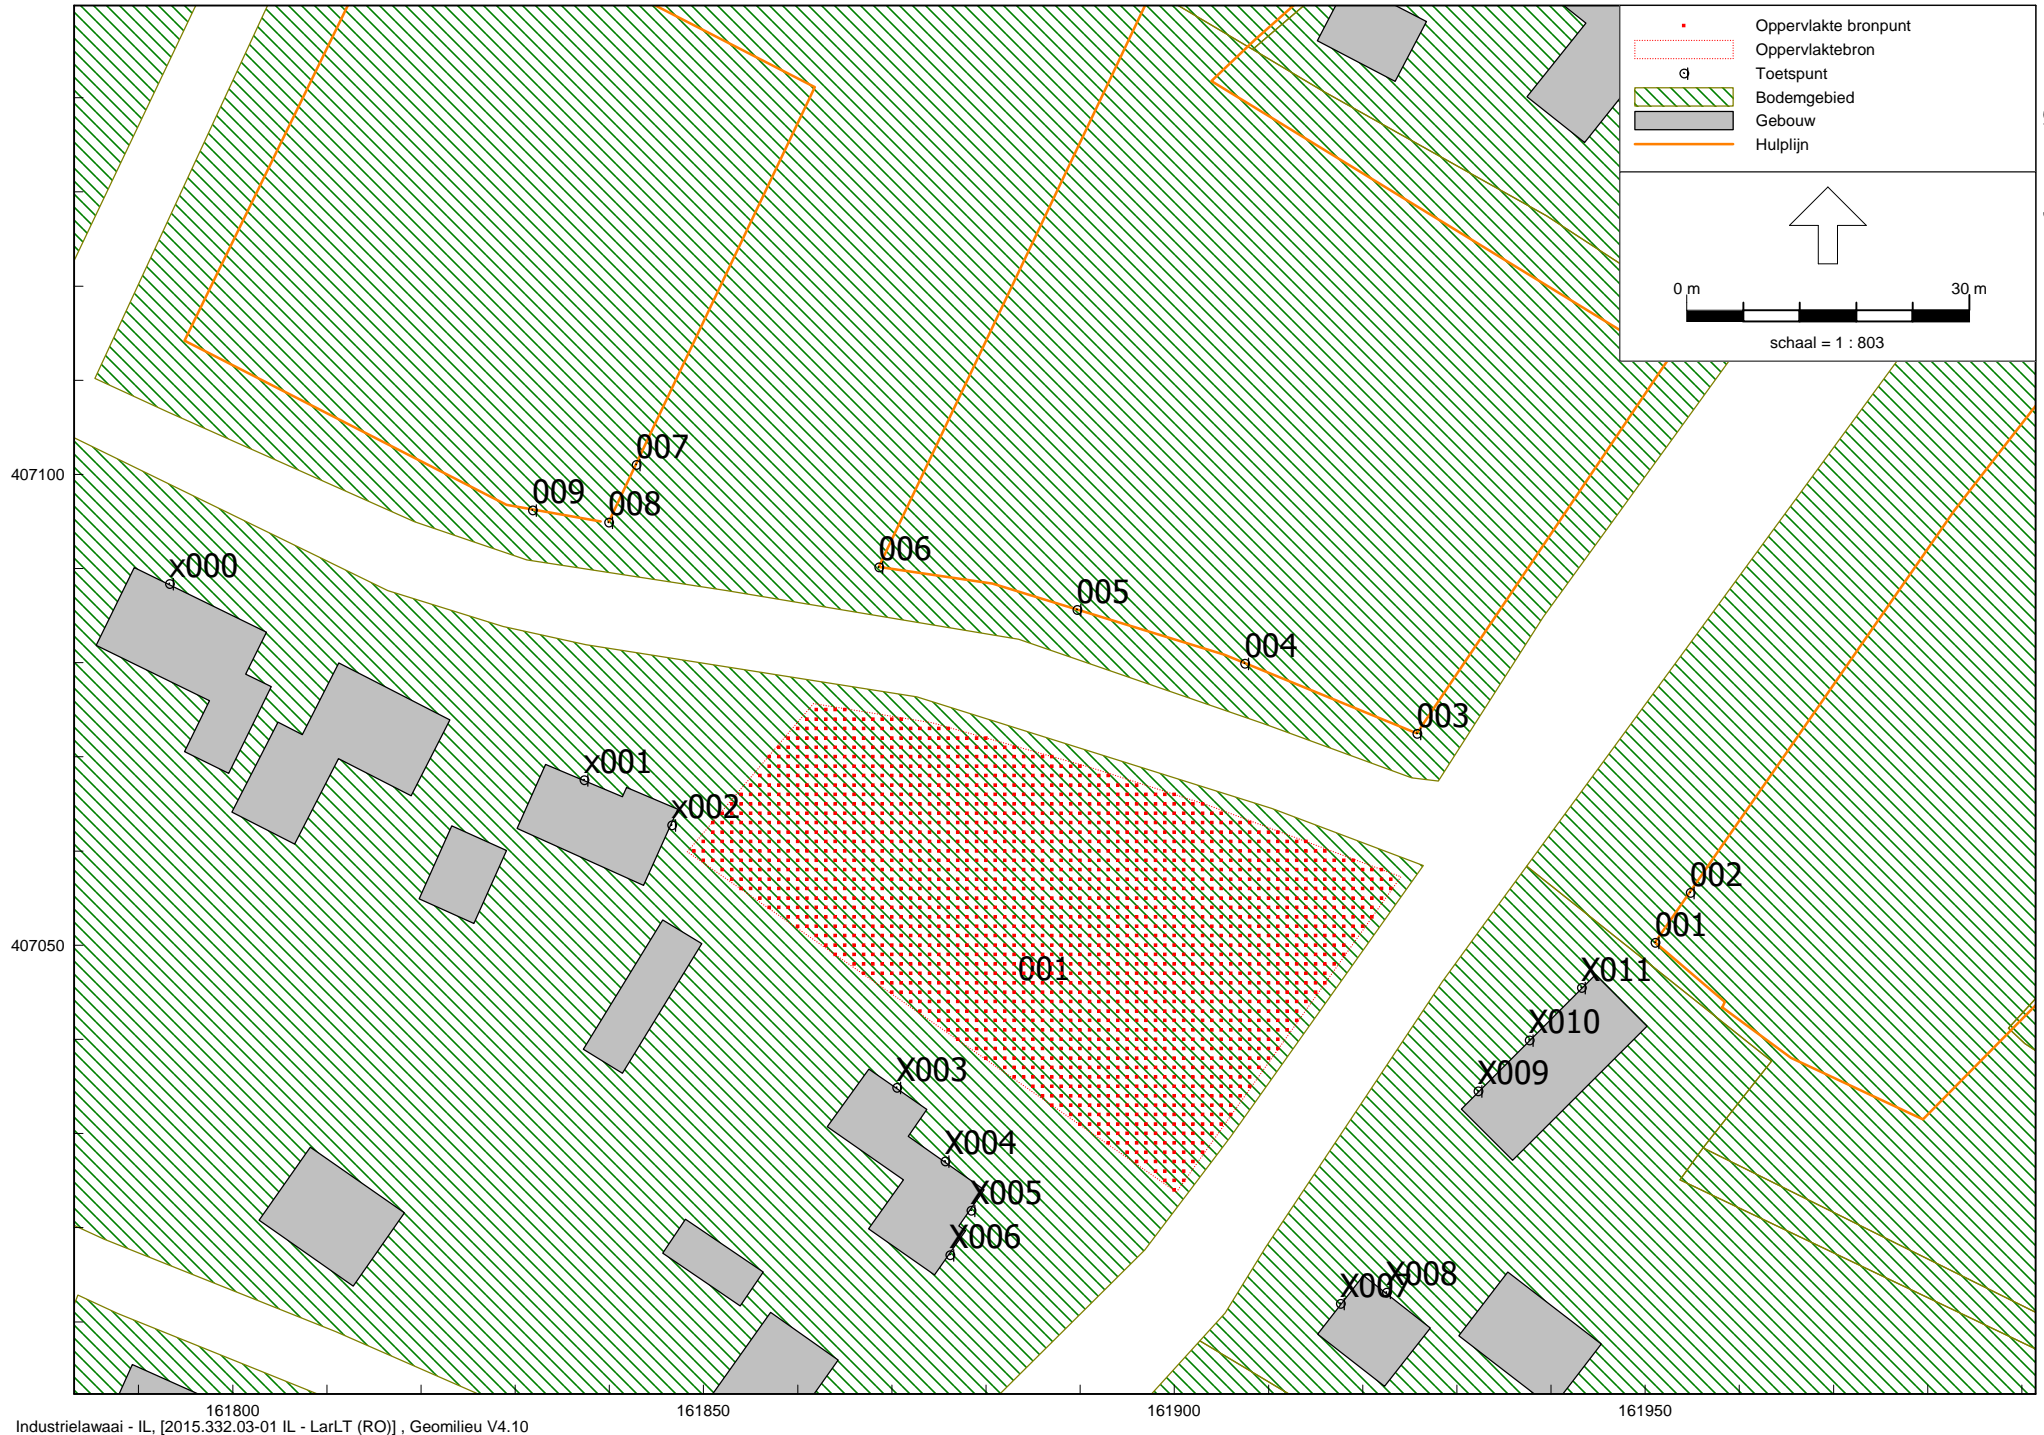 Oppervlakte bronpunt
Oppervlaktebron
Toetspunt
Bodemgebied
Gebouw
Hulplijn
0 m 30 m
schaal = 1 : 803
407100
007
009
008
006
x000
005
004
003
x001
x002
002
001
407050
001
X011
X010
X009
X003
X004
X005
X006
X008
X007
161800 161850 161900 161950
Industrielawaai - IL, [2015.332.03-01 IL - LarLT (RO)] , Geomilieu V4.10